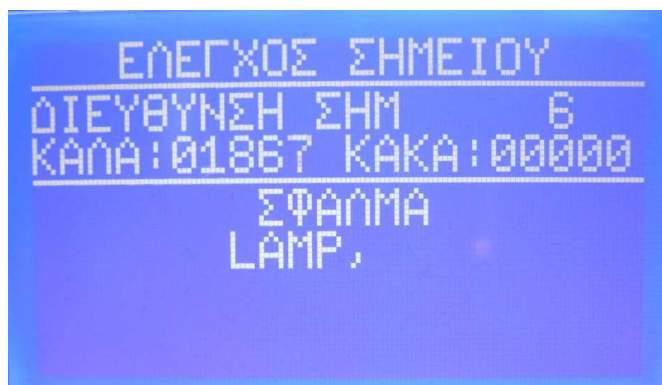 ΕΛΕΓΧΟΣ ΣΗΜΕΙΟΥ
ΔΙΕΥΘΥΝΣΗ ΣΗΜ 6
ΚΑΛΑ:01867 ΚΑΚΑ:00000
ΣΦΑΛΜΑ
LAMP,